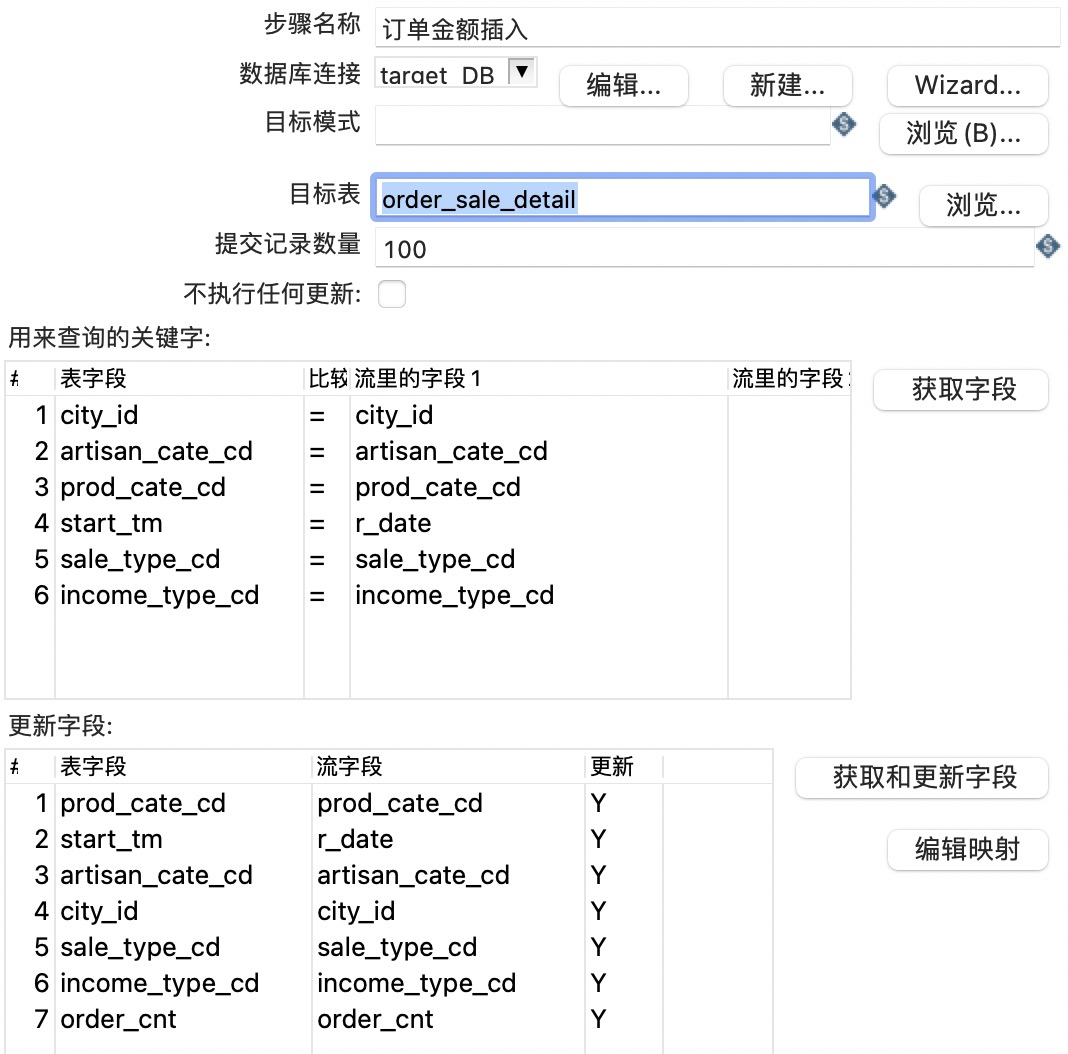 步骤名称 订单金额插入
数据库连接 target_DB 编辑... 新建... Wizard...
目标模式 浏览 (B)...
目标表 order_sale_detail 浏览...
提交记录数量 100
不执行任何更新:
用来查询的关键字:
# 表字段 比较 流里的字段 1 流里的字段 获取字段
1 city_id = city_id
2 artisan_cate_cd = artisan_cate_cd
3 prod_cate_cd = prod_cate_cd
4 start_tm = r_date
5 sale_type_cd = sale_type_cd
6 income_type_cd = income_type_cd
更新字段:
# 表字段 流字段 更新 获取和更新字段
1 prod_cate_cd prod_cate_cd Y
2 start_tm r_date Y 编辑映射
3 artisan_cate_cd artisan_cate_cd Y
4 city_id city_id Y
5 sale_type_cd sale_type_cd Y
6 income_type_cd income_type_cd Y
7 order_cnt order_cnt Y